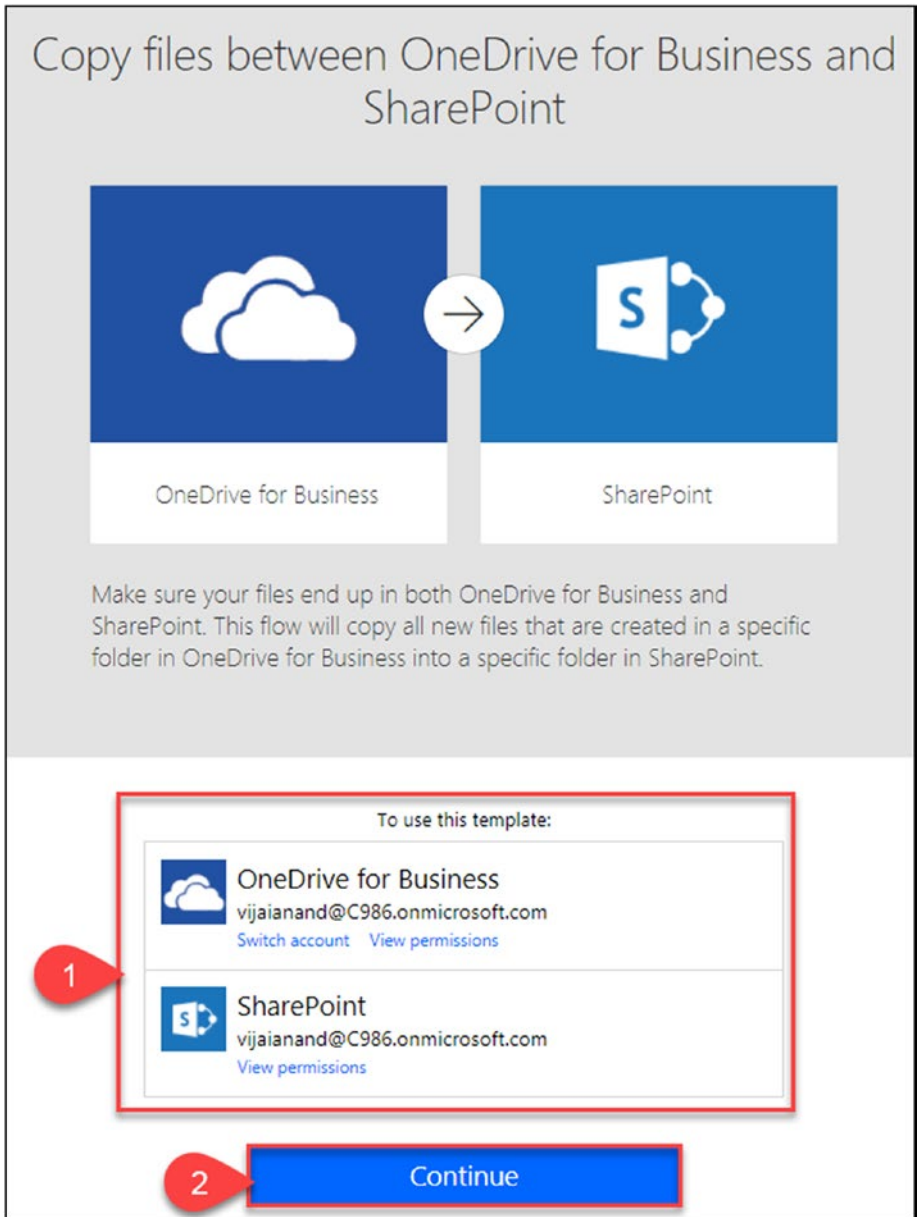 Copy files between OneDrive for Business and
SharePoint
S
OneDrive for Business
SharePoint
Make sure your files end up in both OneDrive for Business and
SharePoint. This flow will copy all new files that are created in a specific
folder in OneDrive for Business into a specific folder in SharePoint.
To use this template:
OneDrive for Business
vijaianand@C986.onmicrosoft.com
Switch account View permissions
1
S
SharePoint
vijaianand@C986.onmicrosoft.com
View permissions
2
Continue